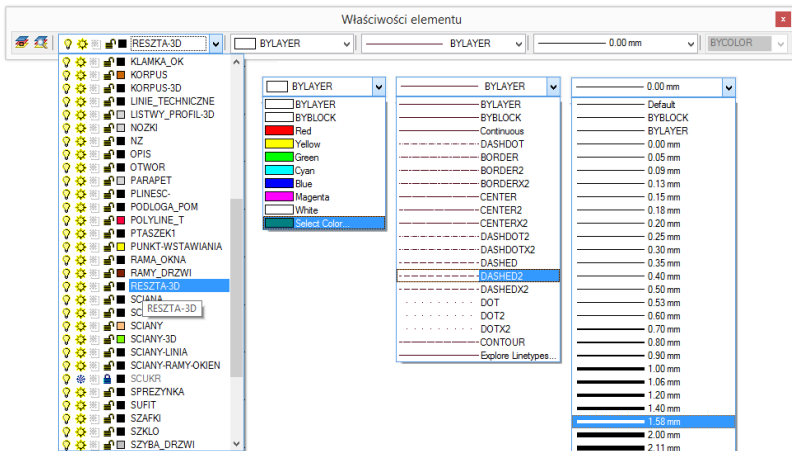 Właściwości elementu
x
RESZTA-3D
BYLAYER
BYLAYER
0.00 mm
BYCOLOR
KLAMKA_OK
KORPUS
KORPUS-3D
LINIE_TECHNICZNE
LISTWY_PROFIL-3D
NOZKI
NZ
OPIS
OTWOR
PARAPET
PLINESC-
PODLOGA_POM
POLYLINE_T
PTASZEK1
PUNKT-WSTAWIANIA
RAMA_OKNA
RAMY_DRZWI
RESZTA-3D
SCIANA
RESZTA-3D
SC
SCIANY
SCIANY-3D
SCIANY-LINIA
SCIANY-RAMY-OKIEN
SCUKR
SPREZYNKA
SUFIT
SZAFKI
SZKLO
SZYBA_DRZWI
BYLAYER
BYLAYER
BYBLOCK
Red
Yellow
Green
Cyan
Blue
Magenta
White
Select Color...
BYLAYER
BYLAYER
BYBLOCK
Continuous
DASHDOT
BORDER
BORDER2
BORDERX2
CENTER
CENTER2
CENTERX2
DASHDOT2
DASHDOTX2
DASHED
DASHED2
DASHEDX2
DOT
DOT2
DOTX2
CONTOUR
Explore Linetypes...
0.00 mm
Default
BYBLOCK
BYLAYER
0.00 mm
0.05 mm
0.09 mm
0.13 mm
0.15 mm
0.18 mm
0.20 mm
0.25 mm
0.30 mm
0.35 mm
0.40 mm
0.50 mm
0.53 mm
0.60 mm
0.70 mm
0.80 mm
0.90 mm
1.00 mm
1.06 mm
1.20 mm
1.40 mm
1.58 mm
2.00 mm
2.11 mm